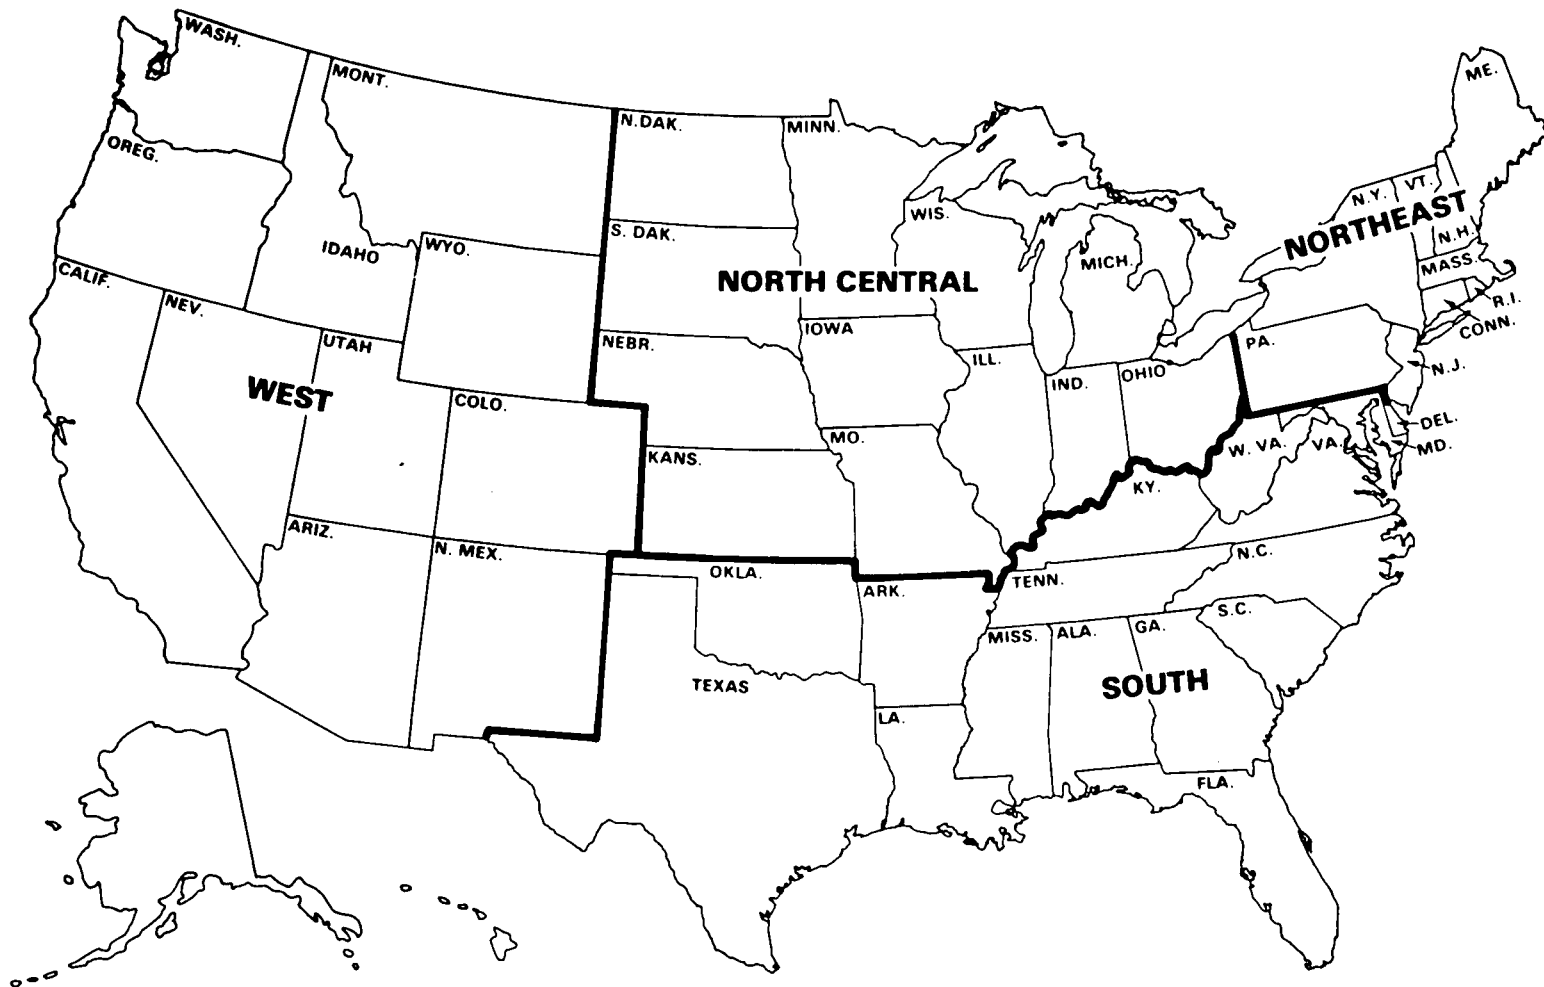 WASH.
MONT.
ME.
N.DAK.
MINN.
OREG.
N.Y.
VT.
WIS.
NORTHEAST
S. DAK.
IDAHO
WYO.
N.H.
MICH.
MASS.
CALIF.
NORTH CENTRAL
NEV.
R.I.
IOWA
CONN.
UTAH
NEBR.
PA.
ILL.
N.J.
IND.
OHIO
WEST
COLO.
DEL.
MO.
W. VA.
VA.
MD.
KANS.
KY.
ARIZ.
N. MEX.
N.C.
OKLA.
TENN.
ARK.
S.C.
MISS.
ALA.
GA.
TEXAS
SOUTH
LA.
FLA.